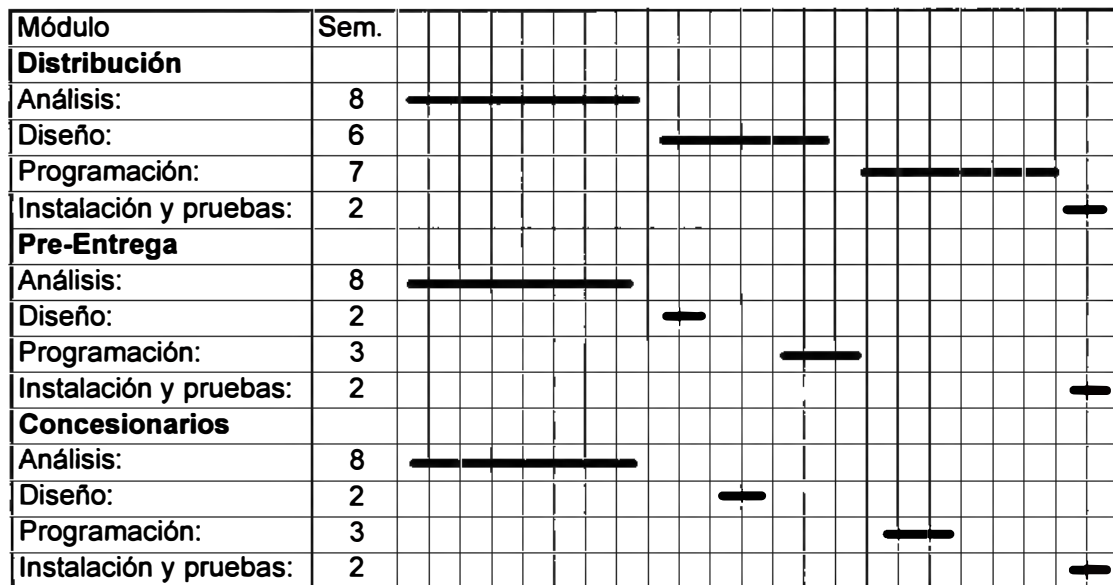 Módulo Sem.
Distribución
Análisis: 8
Diseño: 6
Programación: 7
Instalación y pruebas: 2
Pre-Entrega
Análisis: 8
Diseño: 2
Programación: 3
Instalación y pruebas: 2
Concesionarios
Análisis: 8
Diseño: 2
Programación: 3
Instalación y pruebas: 2